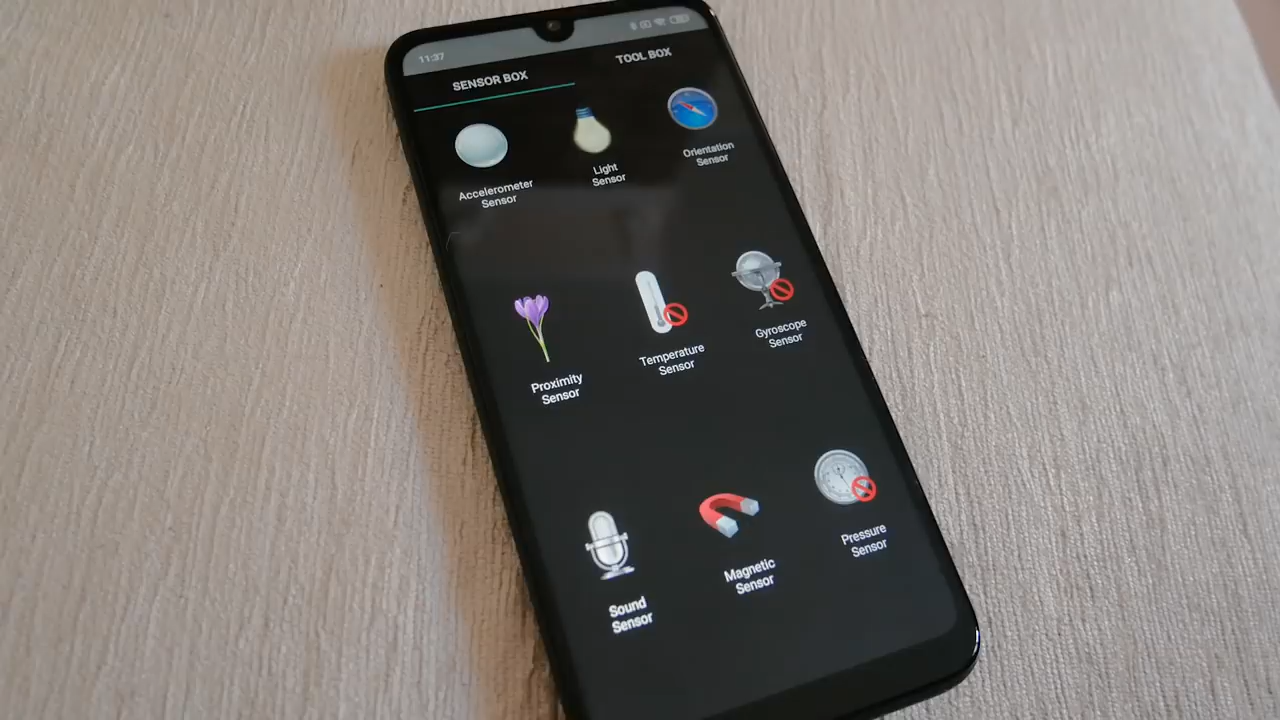 11:37
SENSOR BOX
TOOL BOX
Accelerometer
Sensor
Light
Sensor
Orientation
Sensor
Proximity
Sensor
Temperature
Sensor
Gyroscope
Sensor
Sound
Sensor
Magnetic
Sensor
Pressure
Sensor